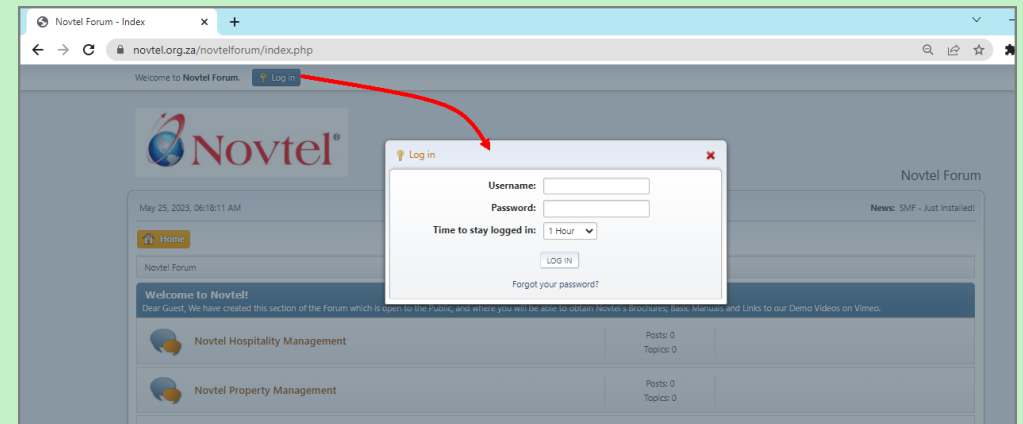 Novtel Forum - Index
novtel.org.za/novtelforum/index.php
Welcome to Novtel Forum. Log in
Novtel®
Log in
Username:
Password:
Time to stay logged in: 1 Hour
LOG IN
Forgot your password?
Novtel Forum
May 25, 2023, 06:18:11 AM
News: SMF - Just Installed!
Home
Novtel Forum
Welcome to Novtel!
Dear Guest, We have created this section of the Forum which is open to the Public, and where you will be able to obtain Novtel's Brochures; Basic Manuals and Links to our Demo Videos on Vimeo.
Novtel Hospitality Management
Posts: 0
Topics: 0
Novtel Property Management
Posts: 0
Topics: 0